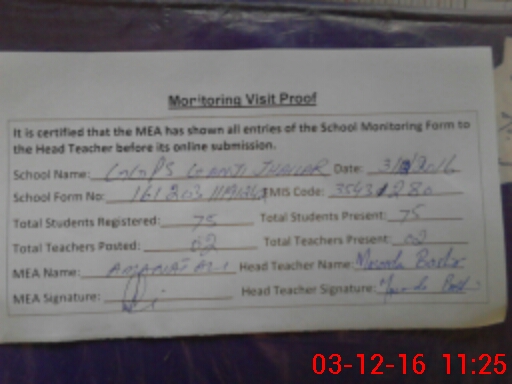 Monitoring Visit Proof
It is certified that the MEA has shown all entries of the School Monitoring Form to
the Head Teacher before its online submission.
School Name: GGPS Date: 3/12/2016
School Form No: EMIS Code:
Total Students Registered: 75 Total Students Present: 75
Total Teachers Posted: 02 Total Teachers Present: 02
MEA Name: AMANAT ALI Head Teacher Name:
MEA Signature: Head Teacher Signature:
03-12-16 11:25